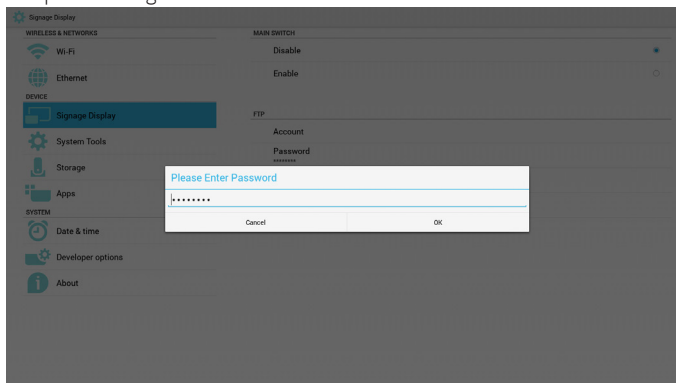 Signage Display
WIRELESS & NETWORKS
Wi-Fi
Ethernet
DEVICE
Signage Display
System Tools
Storage
Apps
SYSTEM
Date & time
Developer options
About
MAIN SWITCH
Disable
Enable
FTP
Account
Password
********
Please Enter Password
••••••••
Cancel
OK